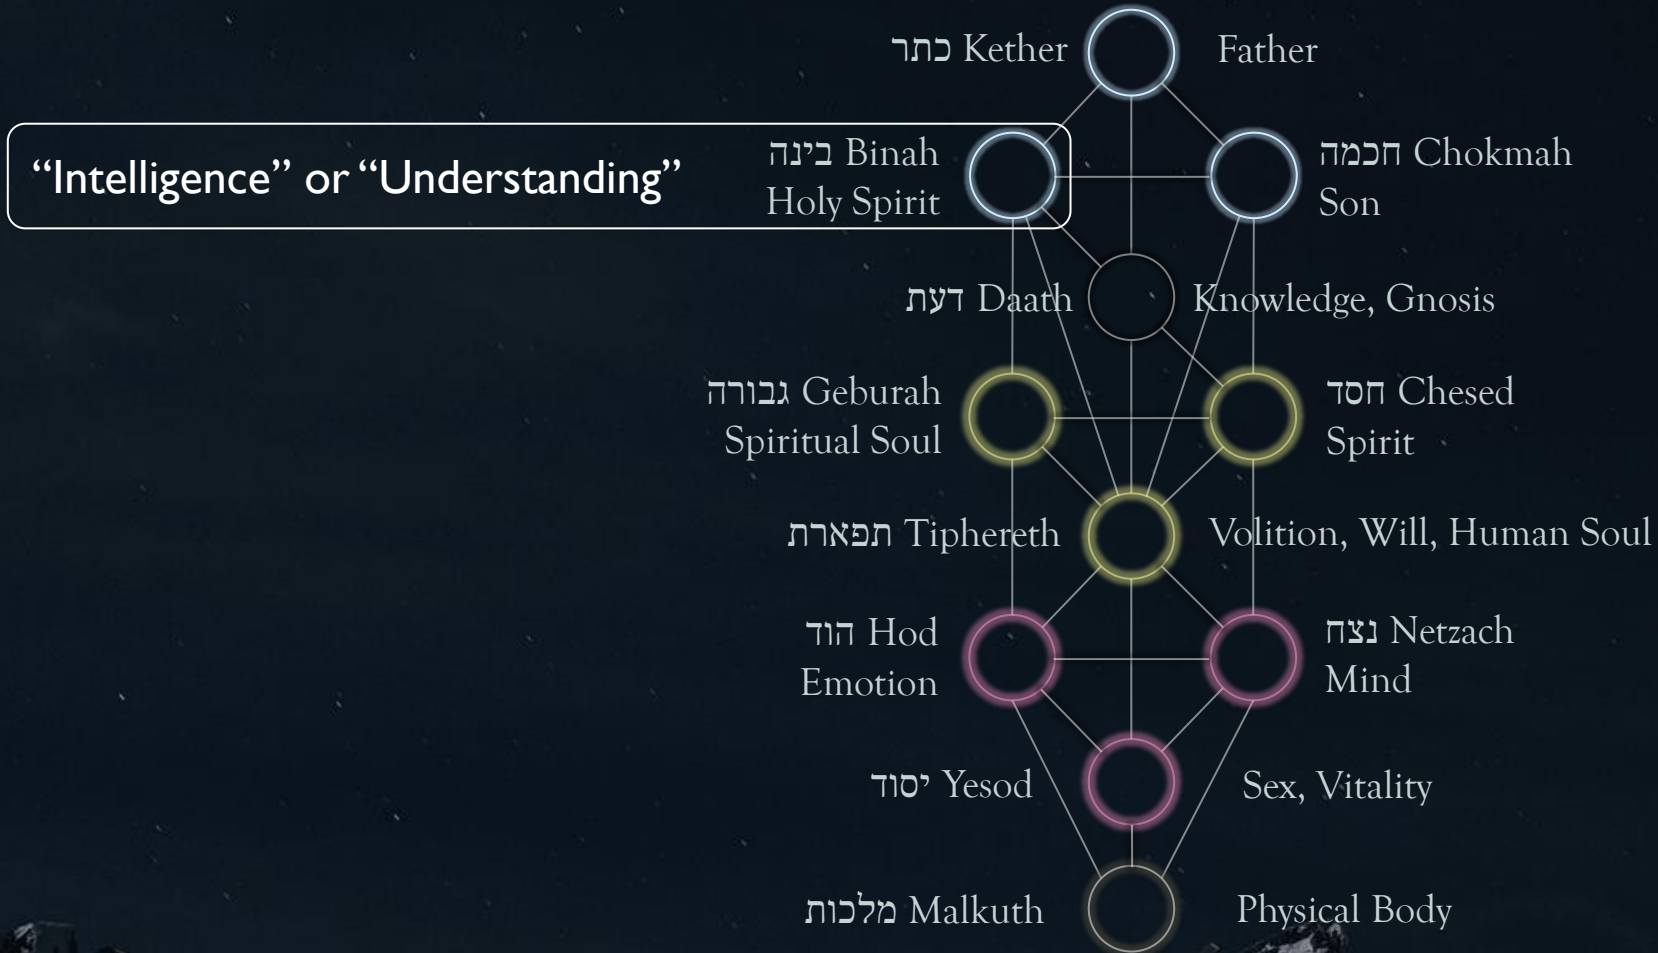 כתר Kether Father
“Intelligence” or “Understanding”
בינה Binah
Holy Spirit
חכמה Chokmah
Son
דעת Daath Knowledge, Gnosis
גבורה Geburah
Spiritual Soul
חסד Chesed
Spirit
תפארת Tiphereth Volition, Will, Human Soul
הוד Hod
Emotion
נצח Netzach
Mind
יסוד Yesod Sex, Vitality
מלכות Malkuth Physical Body